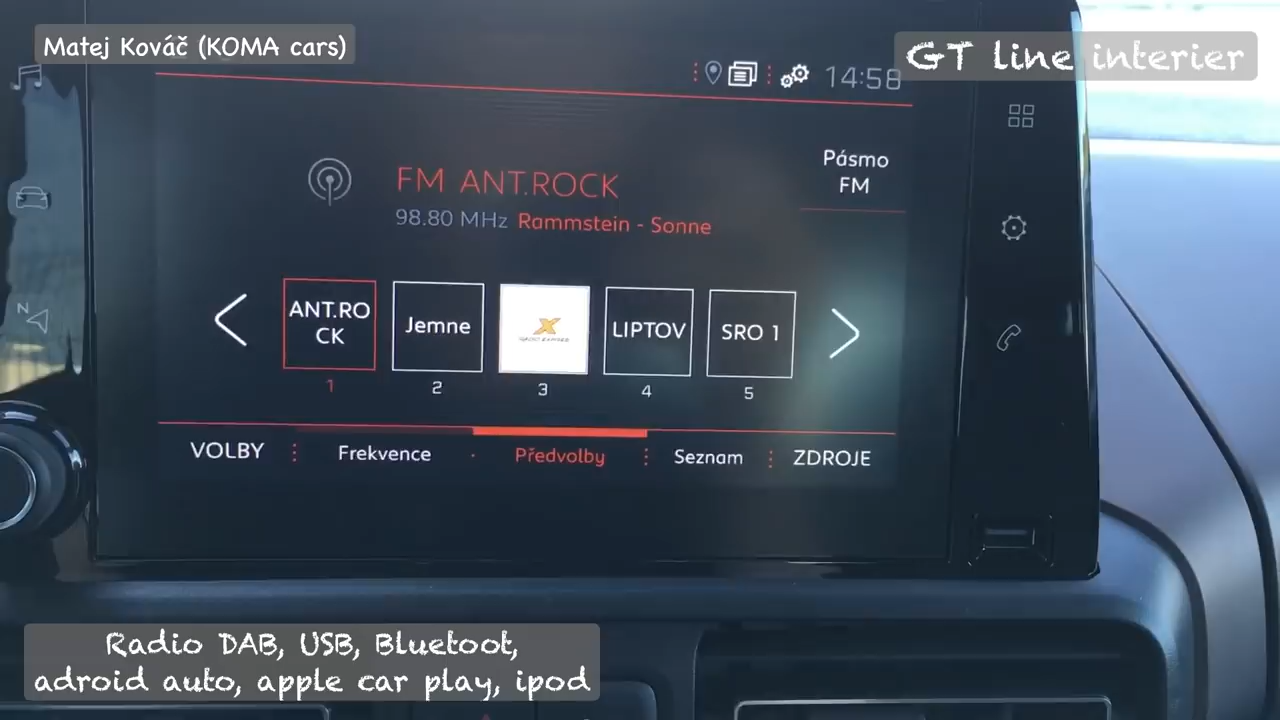 Matej Kováč (KOMA cars)
GT line interier
14:58
Pásmo
FM
FM ANT.ROCK
98.80 MHz Rammstein - Sonne
ANT.RO
CK
Jemne
X
LIPTOV
SRO 1
1
2
3
4
5
VOLBY
Frekvence
Předvolby
Seznam
ZDROJE
N
Radio DAB, USB, Bluetoot,
adroid auto, apple car play, ipod